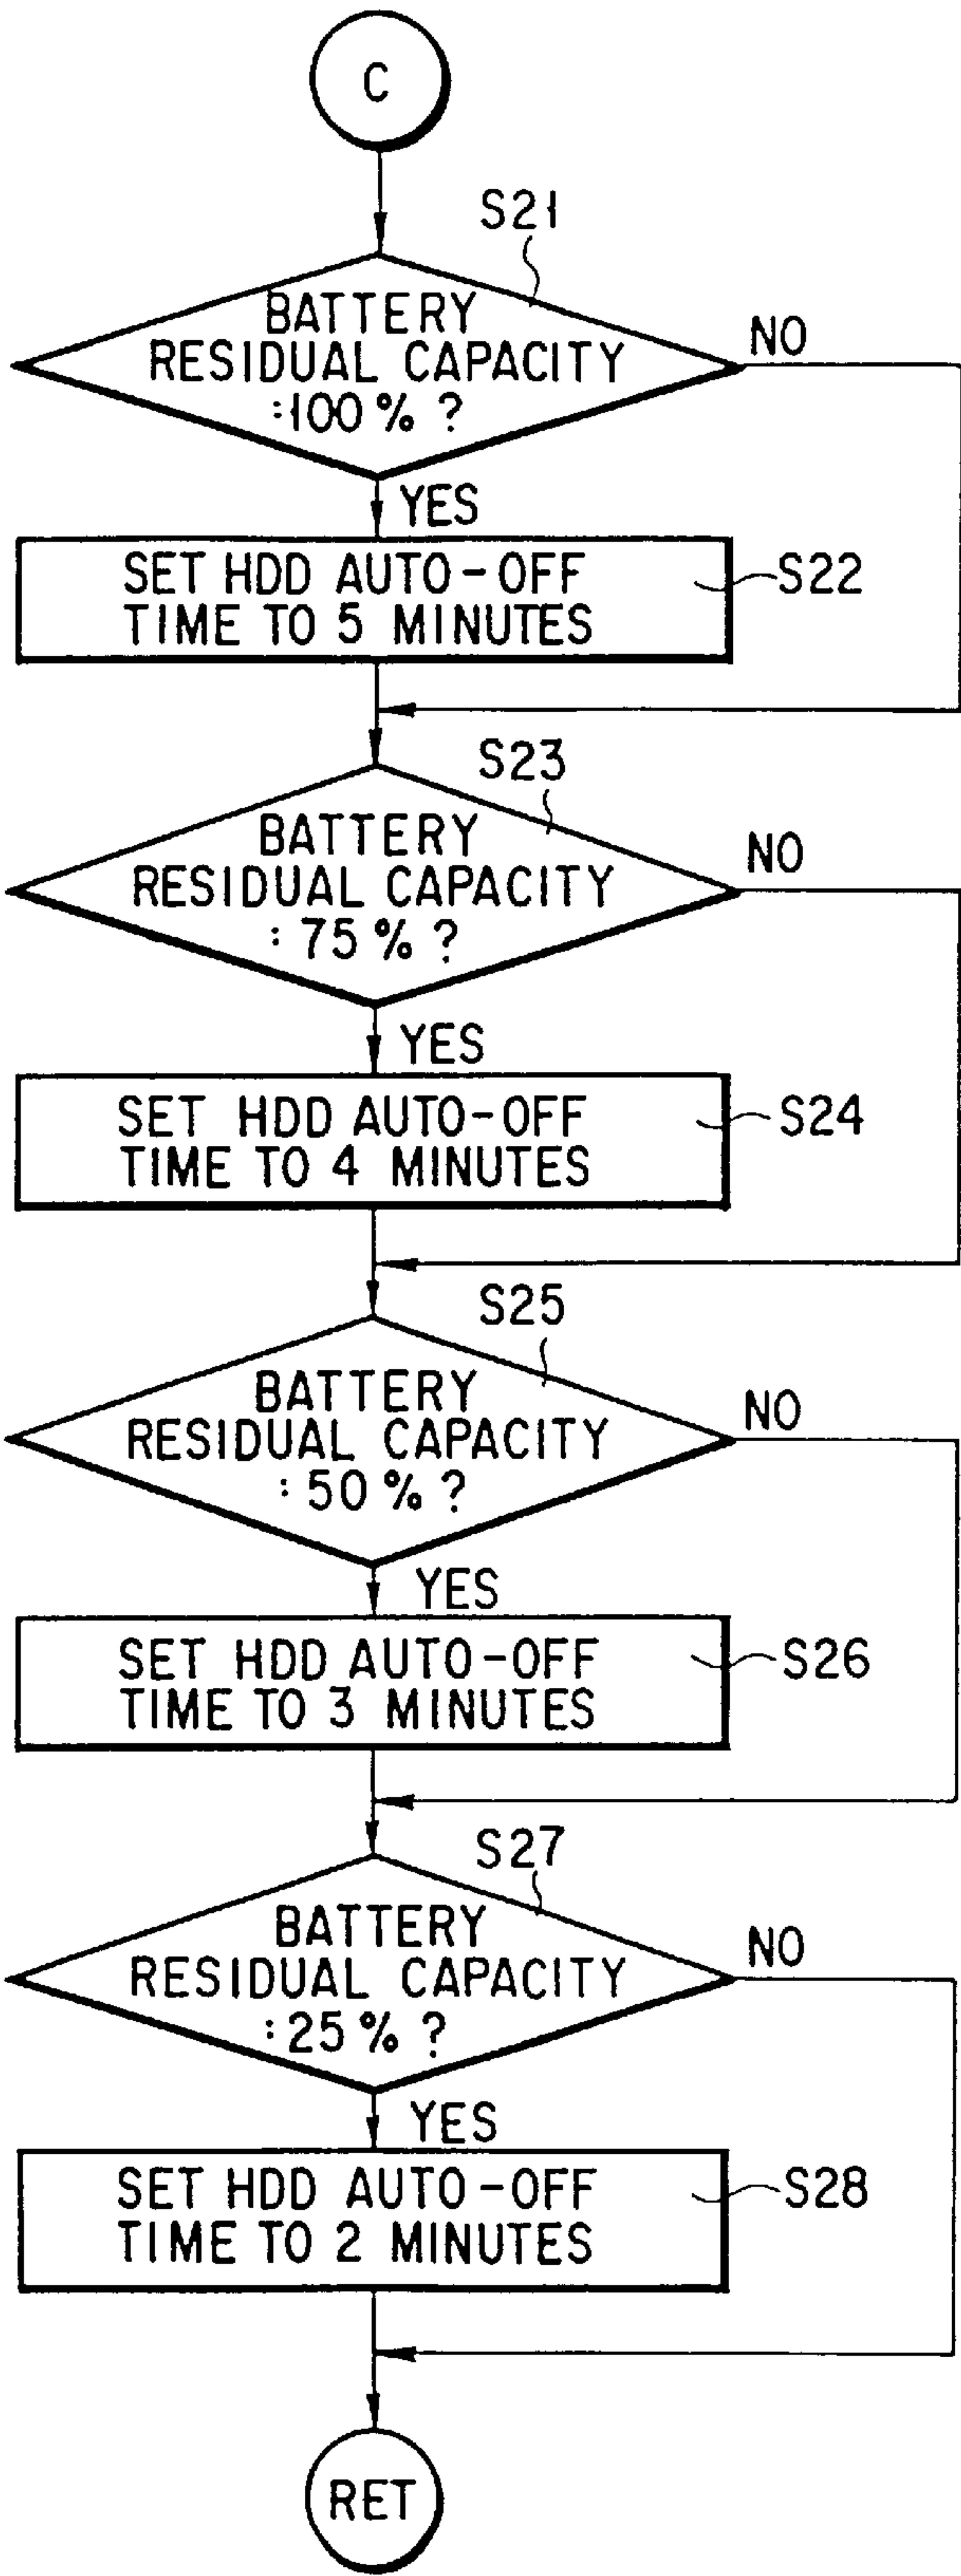 C
S21
BATTERY
RESIDUAL CAPACITY
:100% ?
NO
YES
SET HDD AUTO-OFF
TIME TO 5 MINUTES
S22
S23
BATTERY
RESIDUAL CAPACITY
: 75% ?
NO
YES
SET HDD AUTO-OFF
TIME TO 4 MINUTES
S24
S25
BATTERY
RESIDUAL CAPACITY
: 50% ?
NO
YES
SET HDD AUTO-OFF
TIME TO 3 MINUTES
S26
S27
BATTERY
RESIDUAL CAPACITY
: 25% ?
NO
YES
SET HDD AUTO-OFF
TIME TO 2 MINUTES
S28
RET